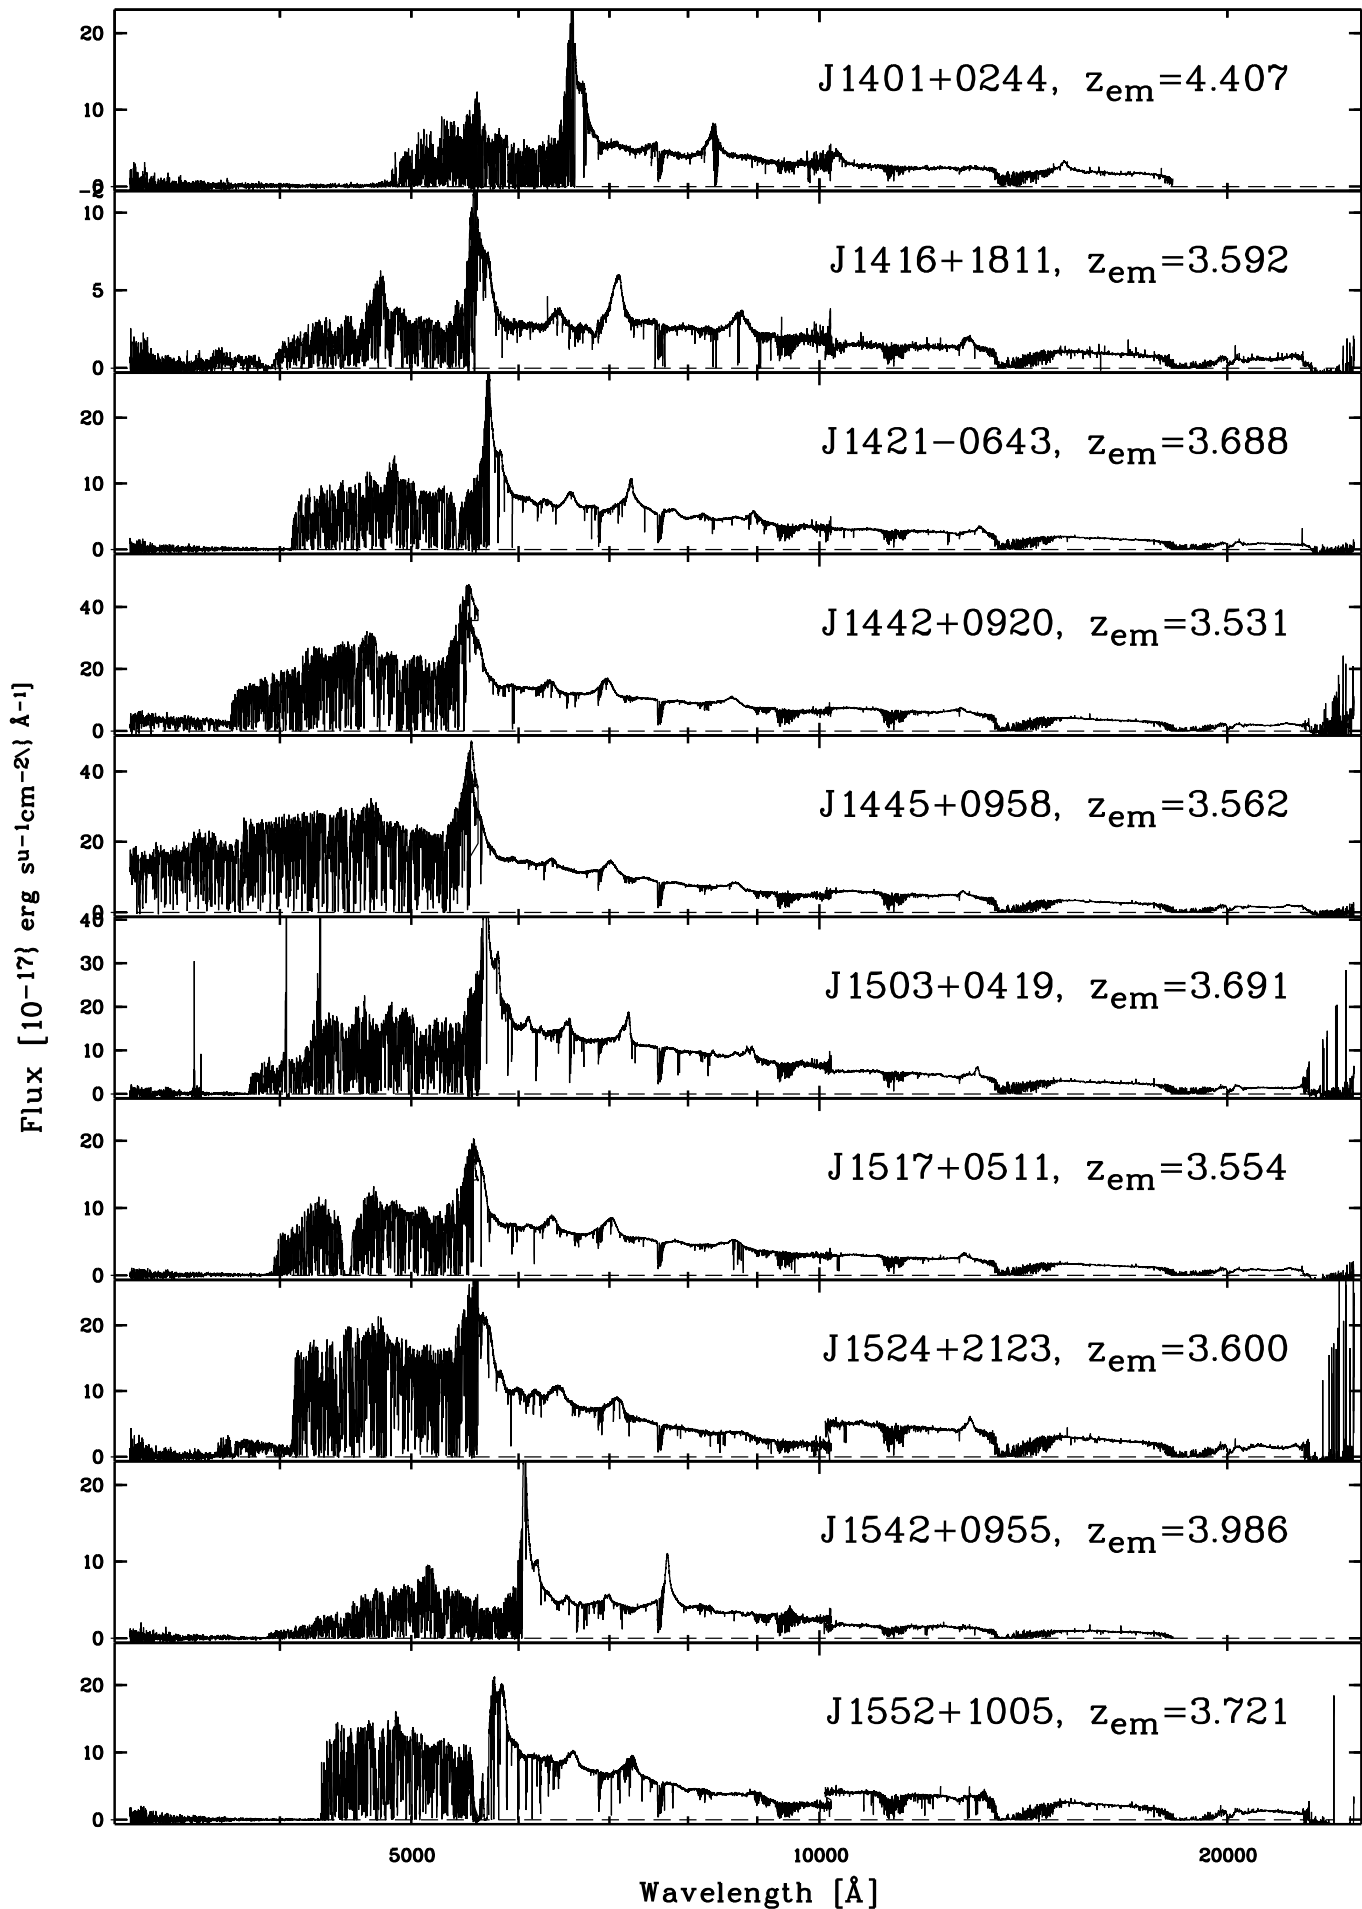 20
J1401+0244, zem=4.407
10
0
-2
10
J1416+1811, zem=3.592
5
0
20
J1421-0643, zem=3.688
10
0
40
J1442+0920, zem=3.531
20
0
40
J1445+0958, zem=3.562
20
0
40
30
J1503+0419, zem=3.691
20
10
0
20
J1517+0511, zem=3.554
10
0
20
J1524+2123, zem=3.600
10
0
20
J1542+0955, zem=3.986
10
0
20
J1552+1005, zem=3.721
10
0
5000 10000 20000
Wavelength [Å]
Flux [10-17} erg su-1cm-2\} Å-1]